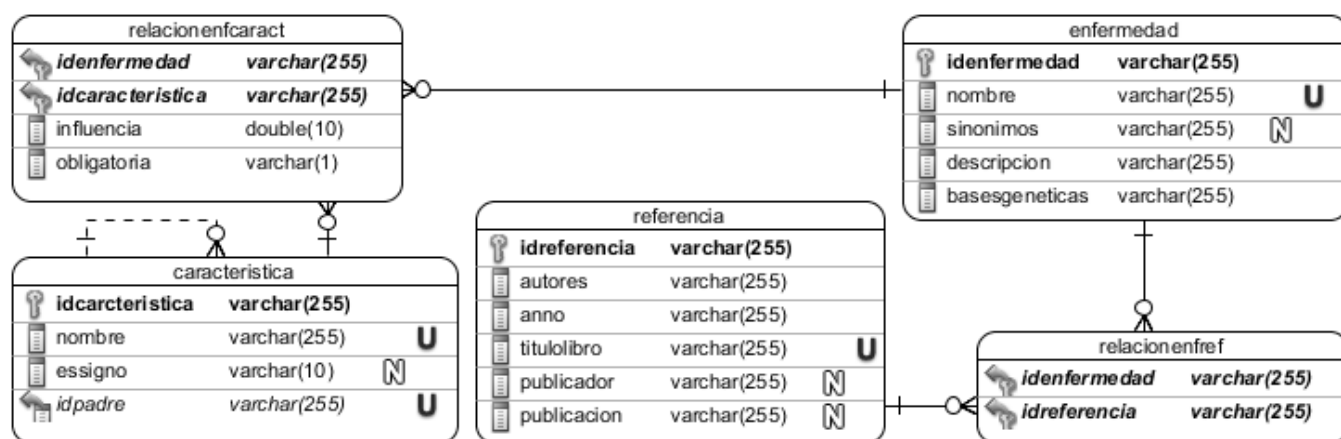 relacionenfcaract
idenfermedad varchar(255)
idcaracteristica varchar(255)
influencia double(10)
obligatoria varchar(1)
enfermedad
idenfermedad varchar(255)
nombre varchar(255) U
sinonimos varchar(255) N
descripcion varchar(255)
basesgeneticas varchar(255)
caracteristica
idcarcteristica varchar(255)
nombre varchar(255) U
essigno varchar(10) N
idpadre varchar(255) U
referencia
idreferencia varchar(255)
autores varchar(255)
anno varchar(255)
titulolibro varchar(255) U
publicador varchar(255) N
publicacion varchar(255) N
relacionenfref
idenfermedad varchar(255)
idreferencia varchar(255)